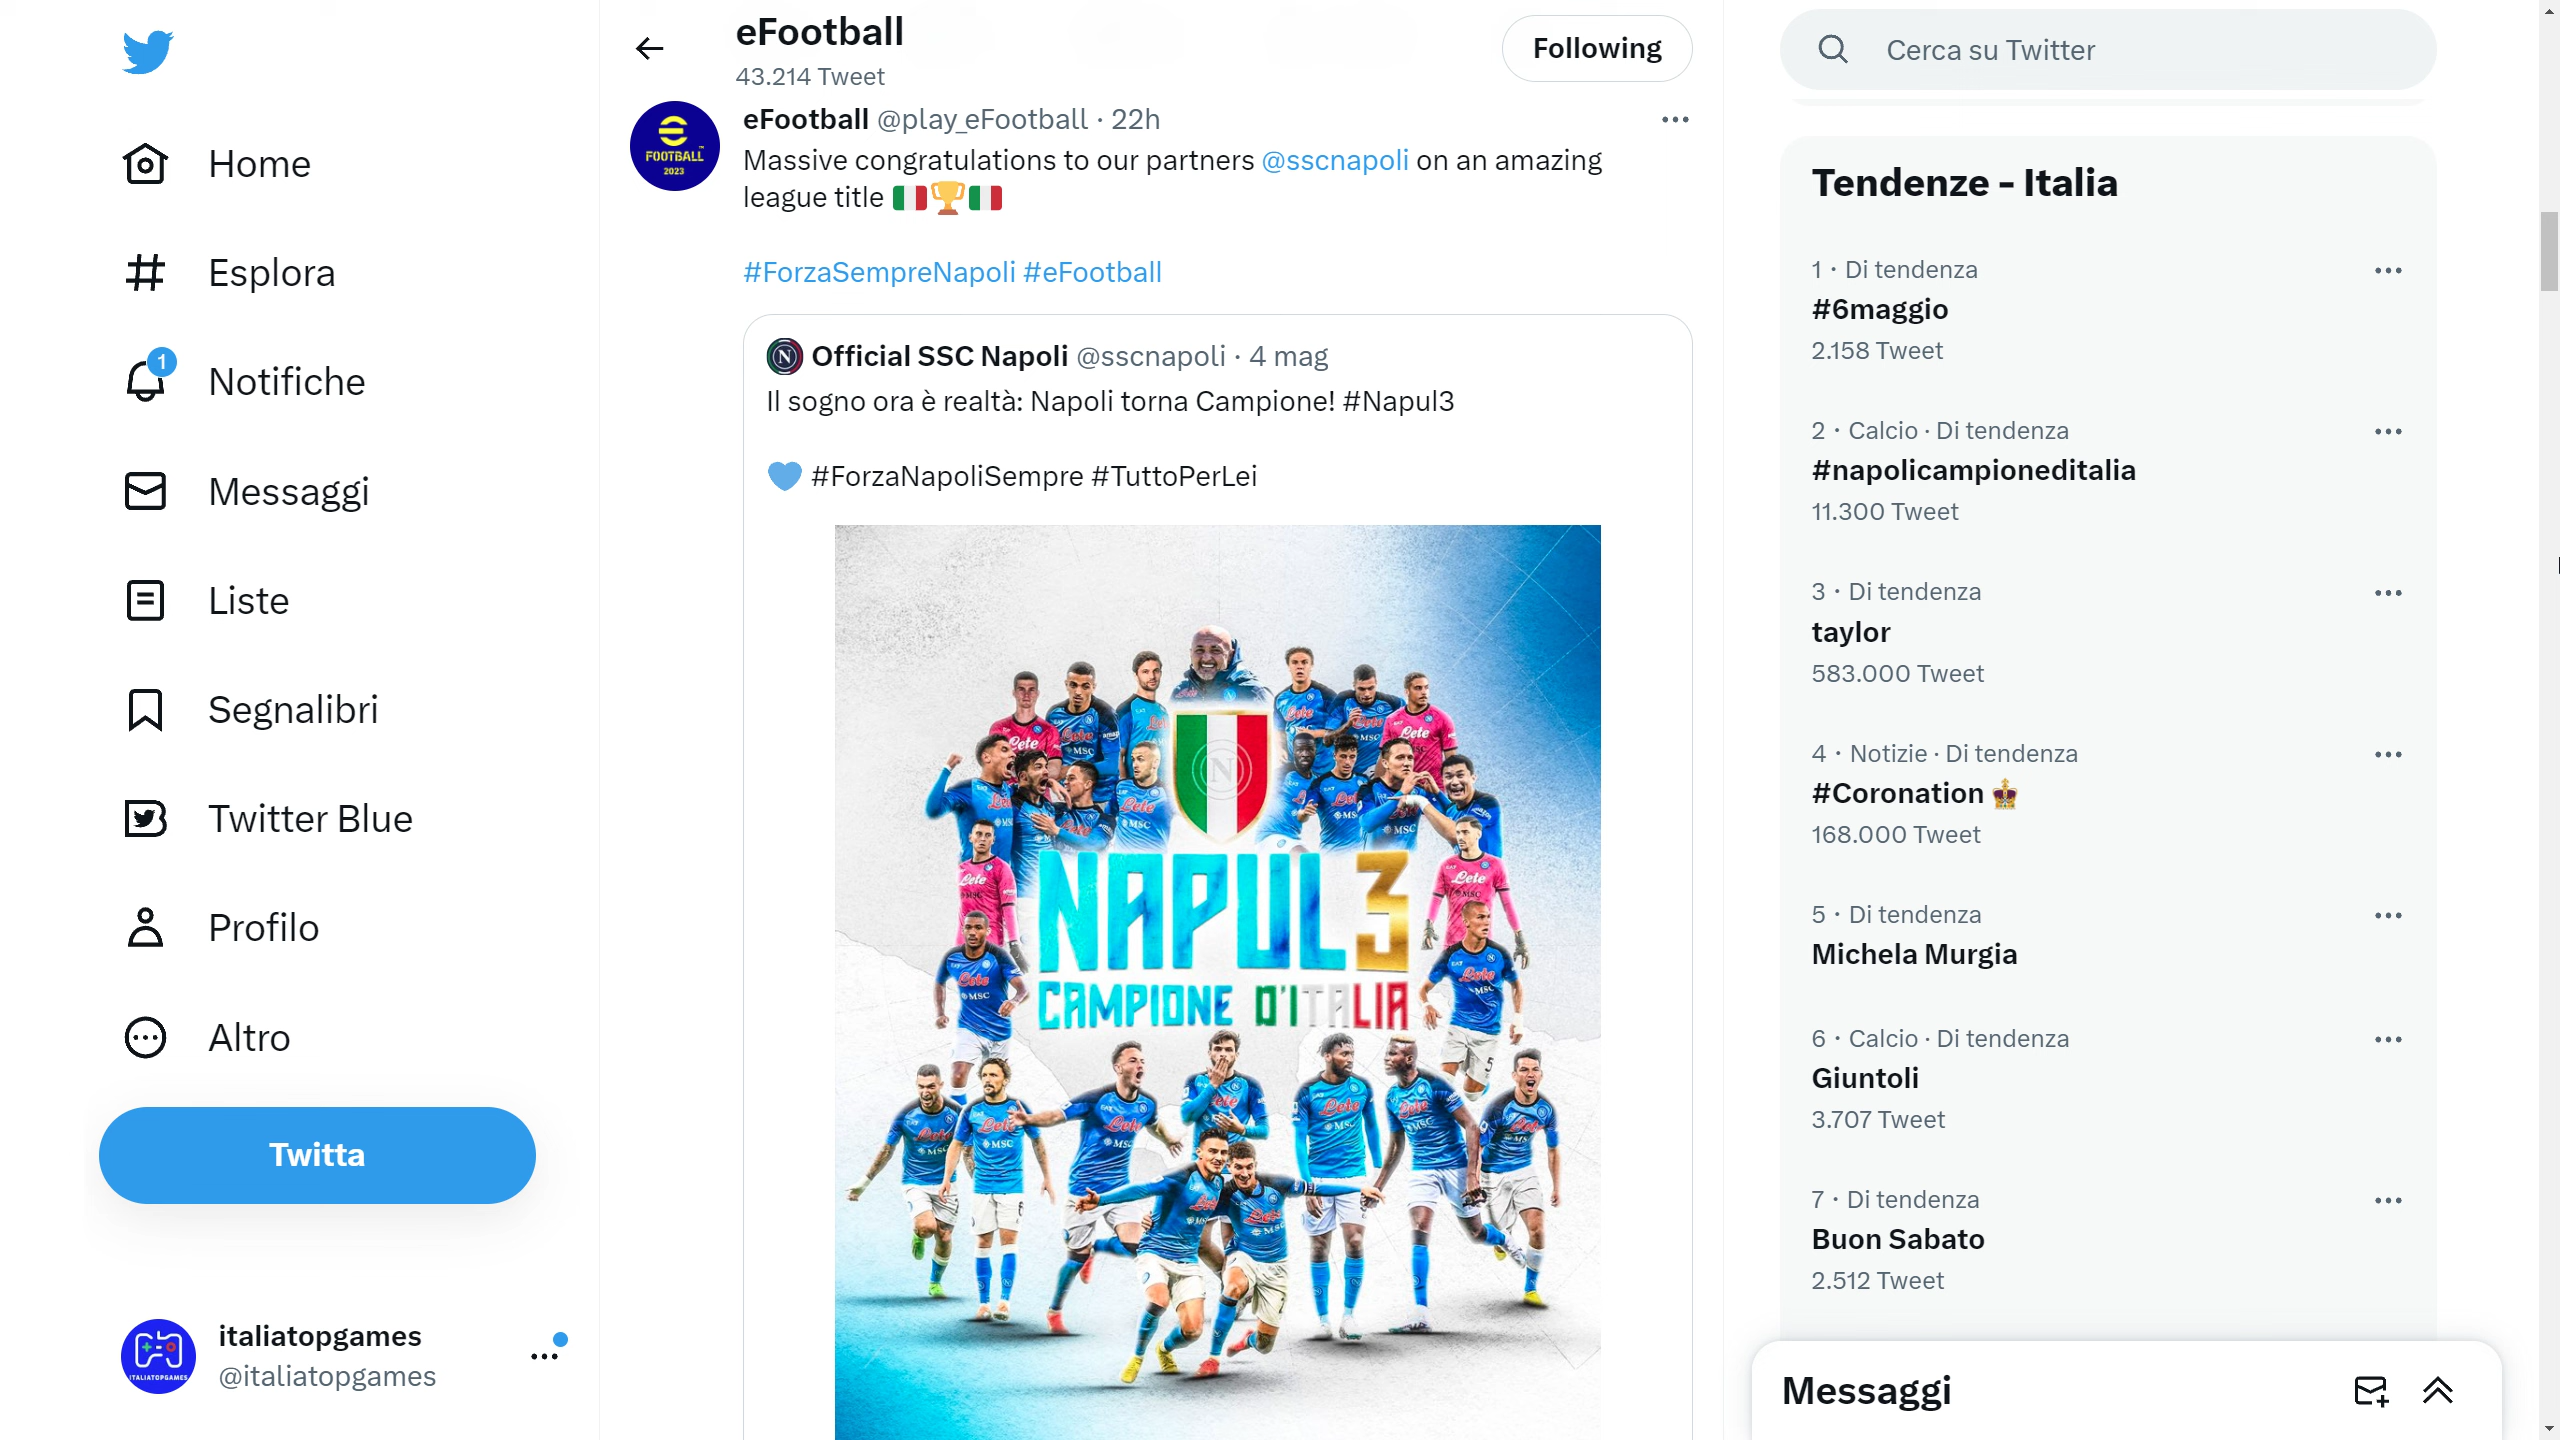 Home
Esplora
1
Notifiche
Messaggi
Liste
Segnalibri
Twitter Blue
Profilo
Altro
Twitta
ITALIATOPGAMES
italiatopgames
@italiatopgames
eFootball
43.214 Tweet
Following
FOOTBALL
2023
eFootball @play_eFootball · 22h
Massive congratulations to our partners @sscnapoli on an amazing
league title
#ForzaSempreNapoli #eFootball
Official SSC Napoli @sscnapoli · 4 mag
Il sogno ora è realtà: Napoli torna Campione! #Napul3
#ForzaNapoliSempre #TuttoPerLei
NAPUL3
CAMPIONE D'ITALIA
Cerca su Twitter
Tendenze - Italia
1 · Di tendenza
#6maggio
2.158 Tweet
2 · Calcio · Di tendenza
#napolicampioneditalia
11.300 Tweet
3 · Di tendenza
taylor
583.000 Tweet
4 · Notizie · Di tendenza
#Coronation
168.000 Tweet
5 · Di tendenza
Michela Murgia
6 · Calcio · Di tendenza
Giuntoli
3.707 Tweet
7 · Di tendenza
Buon Sabato
2.512 Tweet
Messaggi